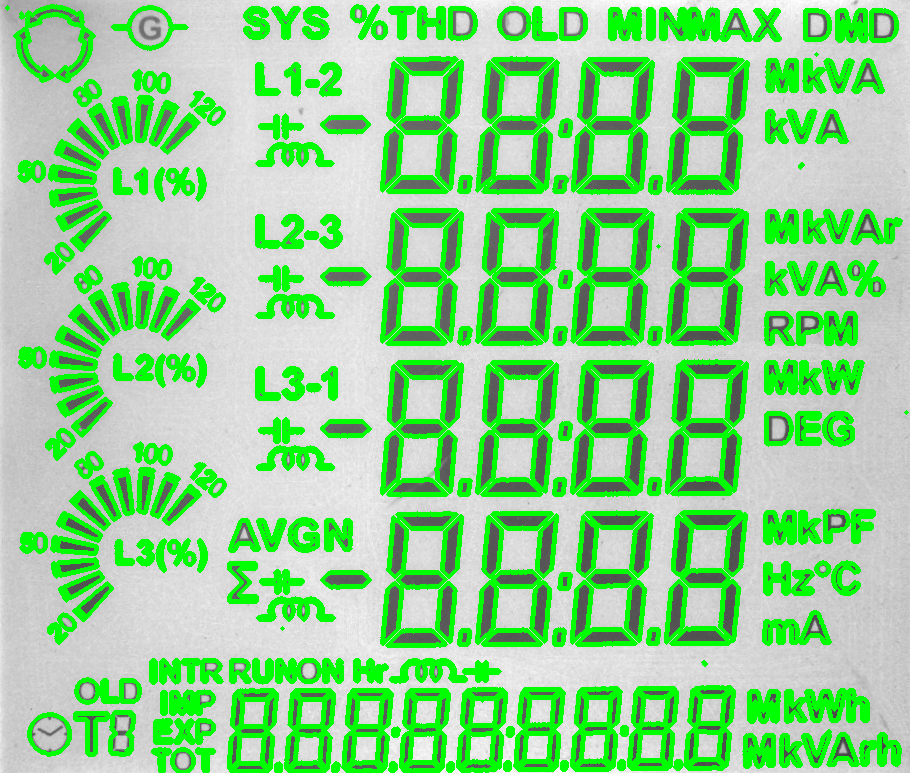 G SYS %THD OLD MINMAX DMD
L1-2 8.8:8.8 MkVA
kVA
20 60 80 100 120 L1(%)
L2-3 8.8:8.8 MkVAr
kVA%
RPM
20 60 80 100 120 L2(%)
L3-1 8.8:8.8 MkW
DEG
20 60 80 100 120 L3(%)
AVGN 8.8:8.8 MkPF
Σ Hz°C
mA
INTR RUNON Hr
OLD IMP MkWh
T8 EXP 8.8.8:8.8:8.8:8.8
TOT MkVArh